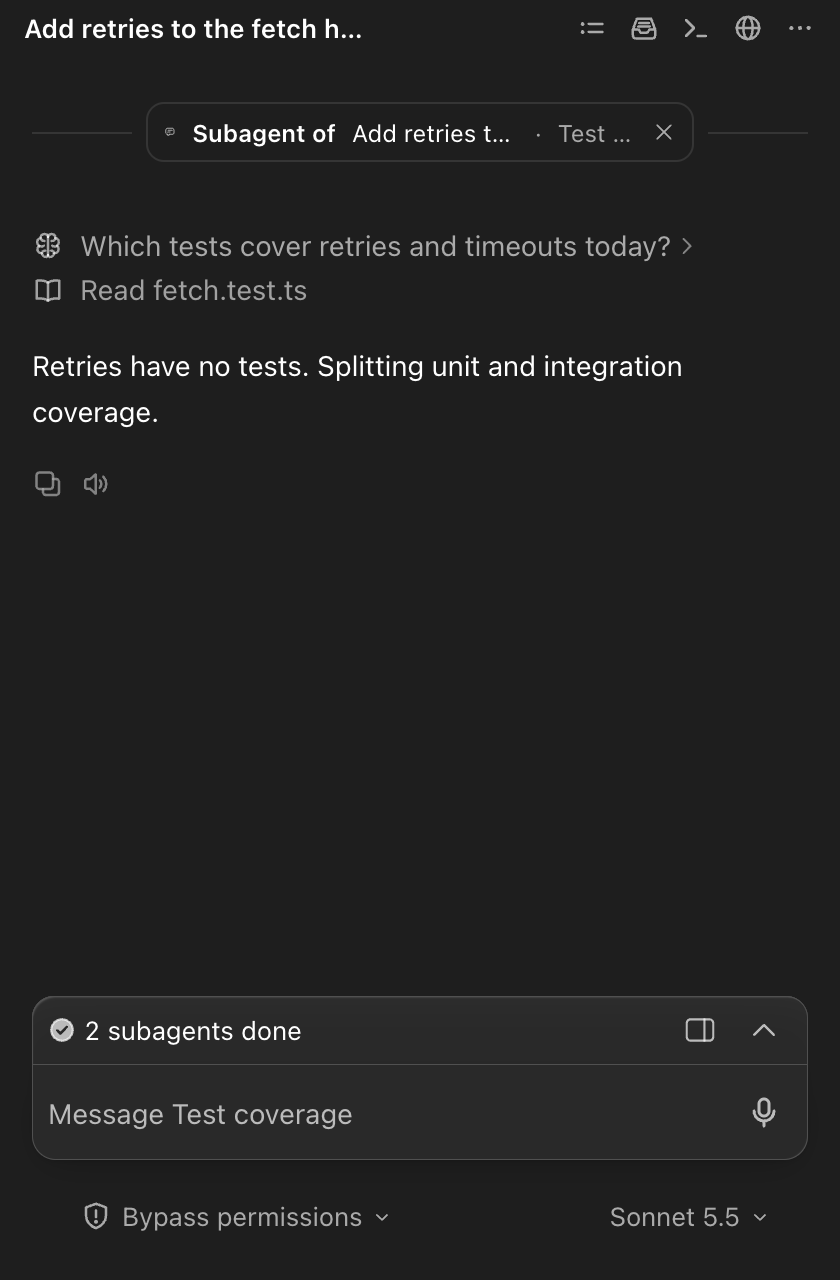 Add retries to the fetch h...
Subagent of Add retries t... · Test ...
Which tests cover retries and timeouts today?
Read fetch.test.ts
Retries have no tests. Splitting unit and integration
coverage.
2 subagents done
Message Test coverage
Bypass permissions
Sonnet 5.5